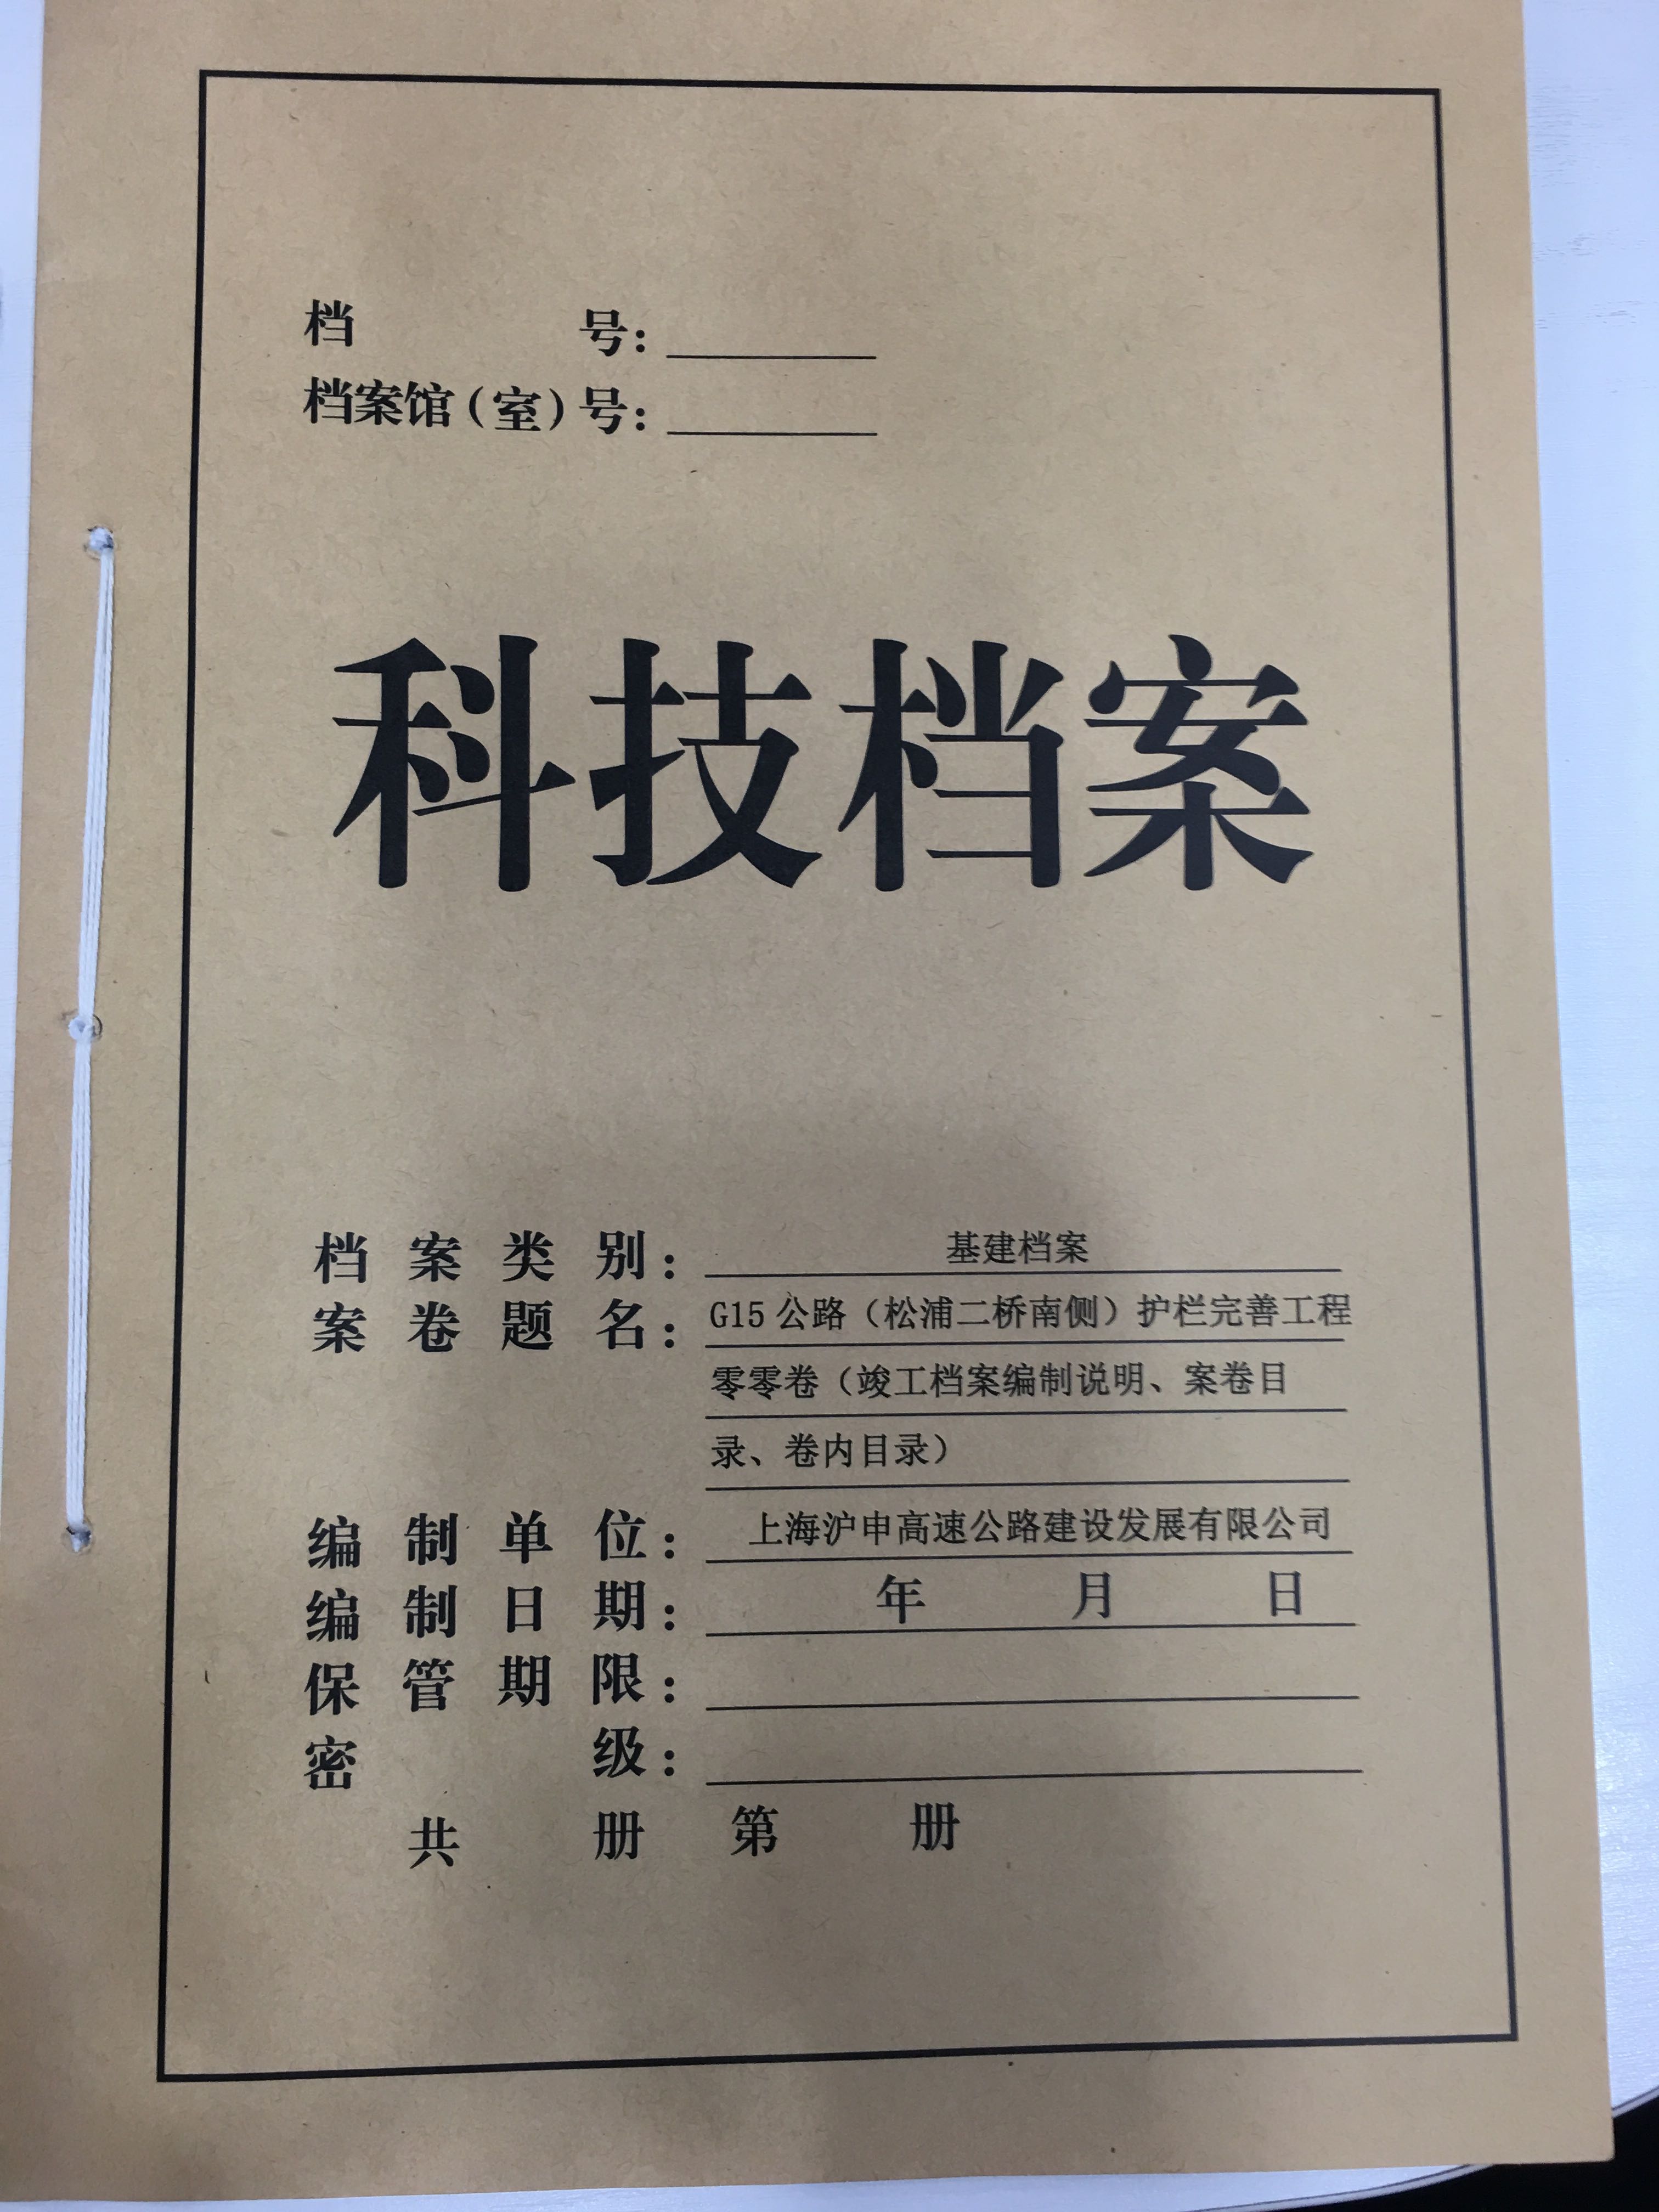 档 号：
档案馆（室）号：
科技档案
档案类别：基建档案
案卷题名：G15公路（松浦二桥南侧）护栏完善工程
零零卷（竣工档案编制说明、案卷目
录、卷内目录）
编制单位：上海沪申高速公路建设发展有限公司
编制日期： 年 月 日
保管期限：
密 级：
共 册 第 册